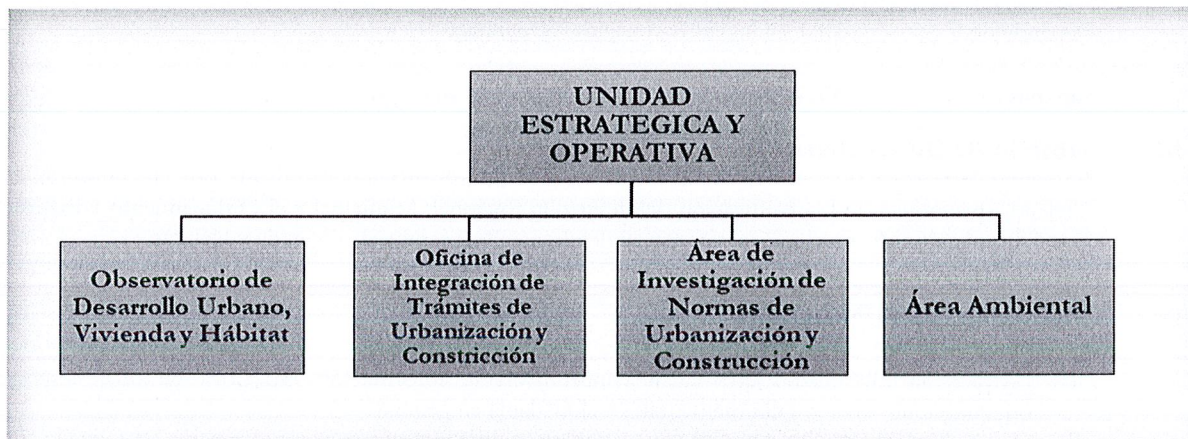 UNIDAD
ESTRATEGICA Y
OPERATIVA
Observatorio de
Desarrollo Urbano,
Vivienda y Hábitat
Oficina de
Integración de
Trámites de
Urbanización y
Constricción
Área de
Investigación de
Normas de
Urbanización y
Construcción
Área Ambiental